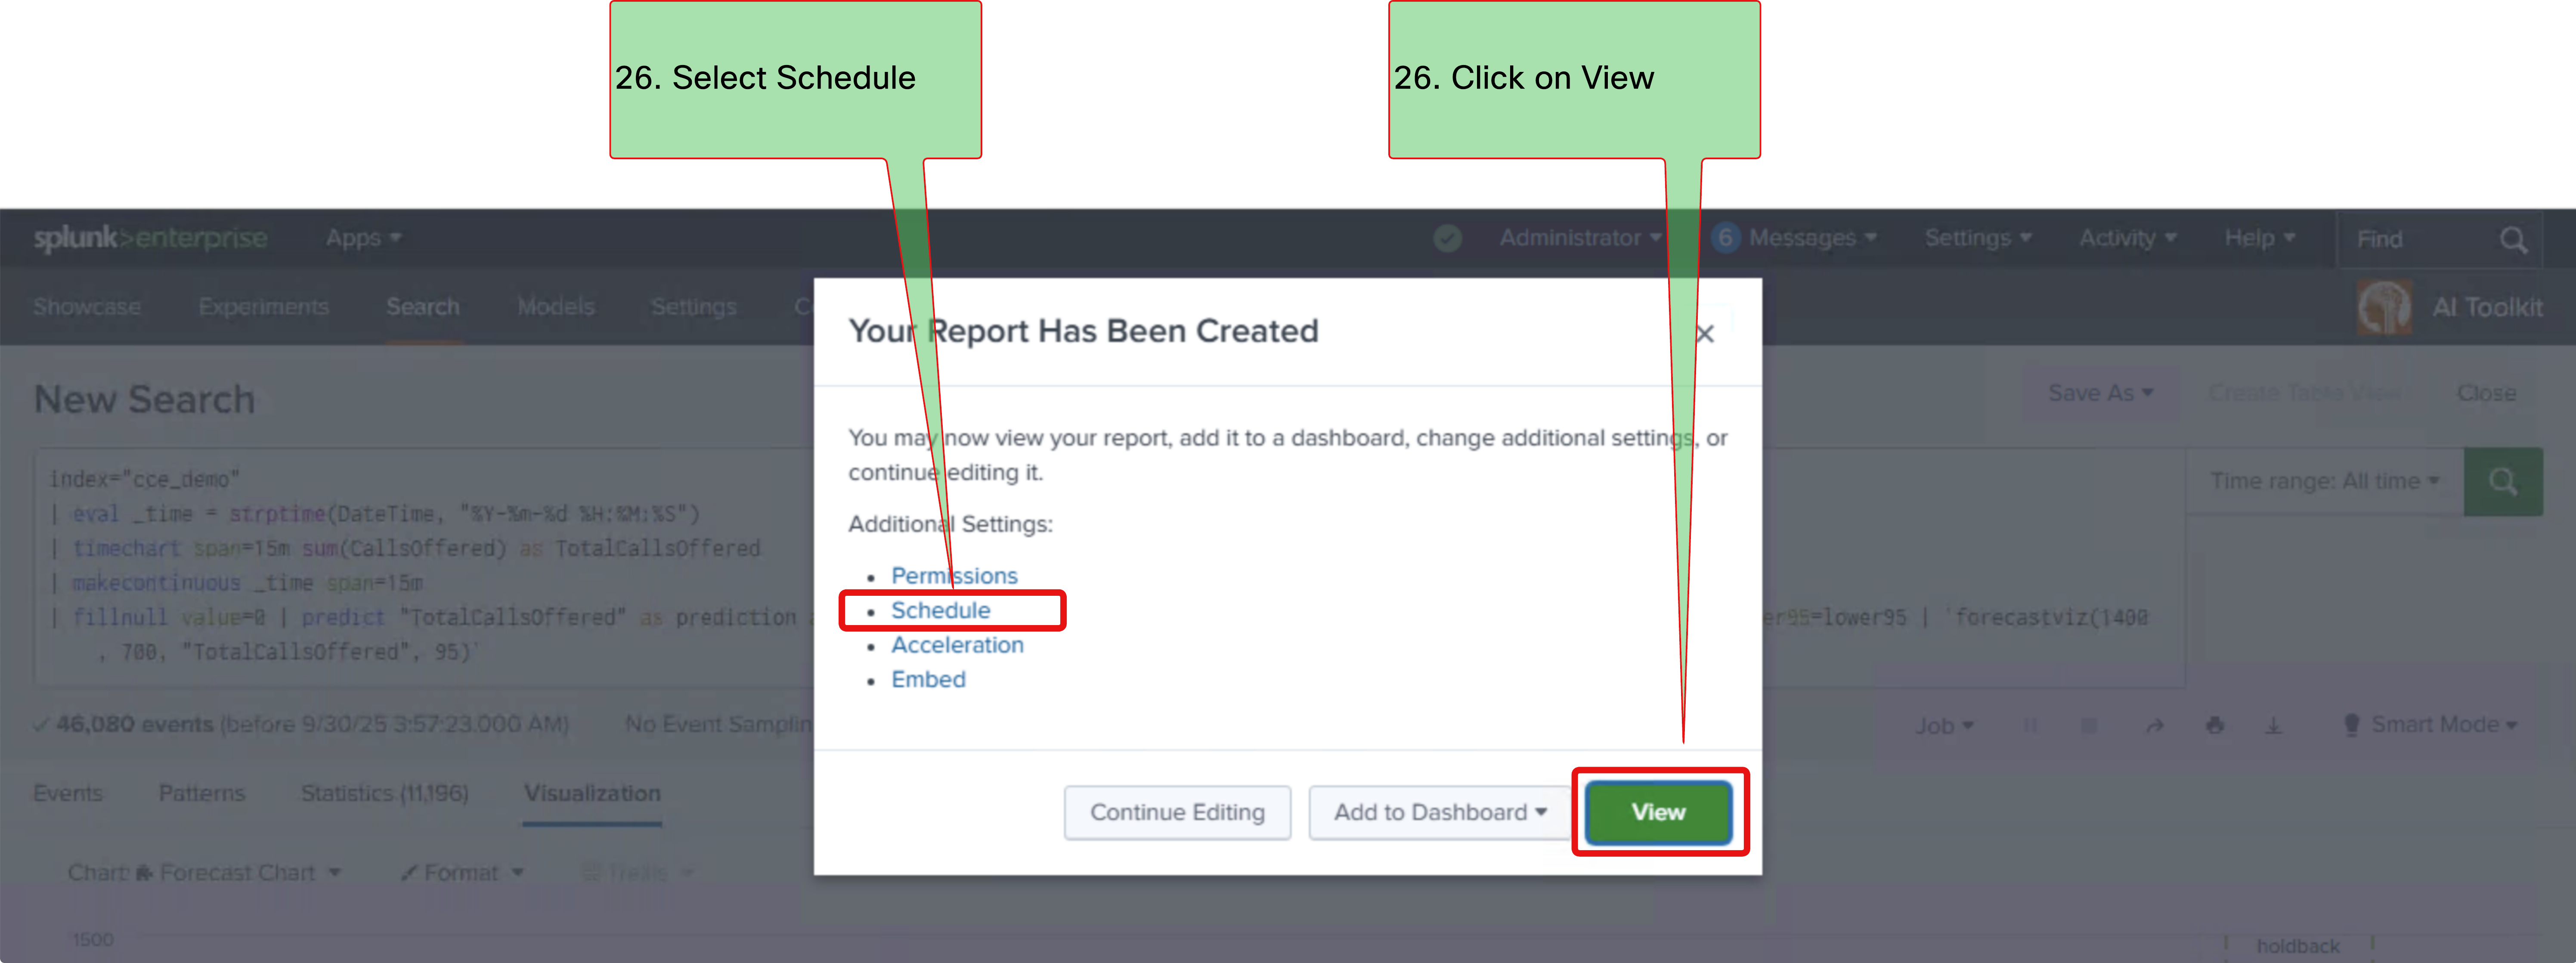 26. Select Schedule
26. Click on View
splunk>enterprise
Apps
Administrator
6 Messages
Settings
Activity
Help
Find
Showcase
Experiments
Search
Models
Settings
AI Toolkit
Your Report Has Been Created
New Search
Save As
Create Table View
Close
You may now view your report, add it to a dashboard, change additional settings, or
continue editing it.
Additional Settings:
• Permissions
• Schedule
• Acceleration
• Embed
index="cce_demo"
| eval _time = strptime(DateTime, "%Y-%m-%d %H:%M:%S")
| timechart span=15m sum(CallsOffered) as TotalCallsOffered
| makecontinuous _time span=15m
| fillnull value=0 | predict "TotalCallsOffered" as prediction
er95=lower95 | `forecastviz(1400
, 700, "TotalCallsOffered", 95)`
Time range: All time
46,080 events (before 9/30/25 3:57:23.000 AM)
No Event Samplin
Job
Smart Mode
Events
Patterns
Statistics (11,196)
Visualization
Continue Editing
Add to Dashboard
View
Chart:
Forecast Chart
Format
Trellis
1500
holdback